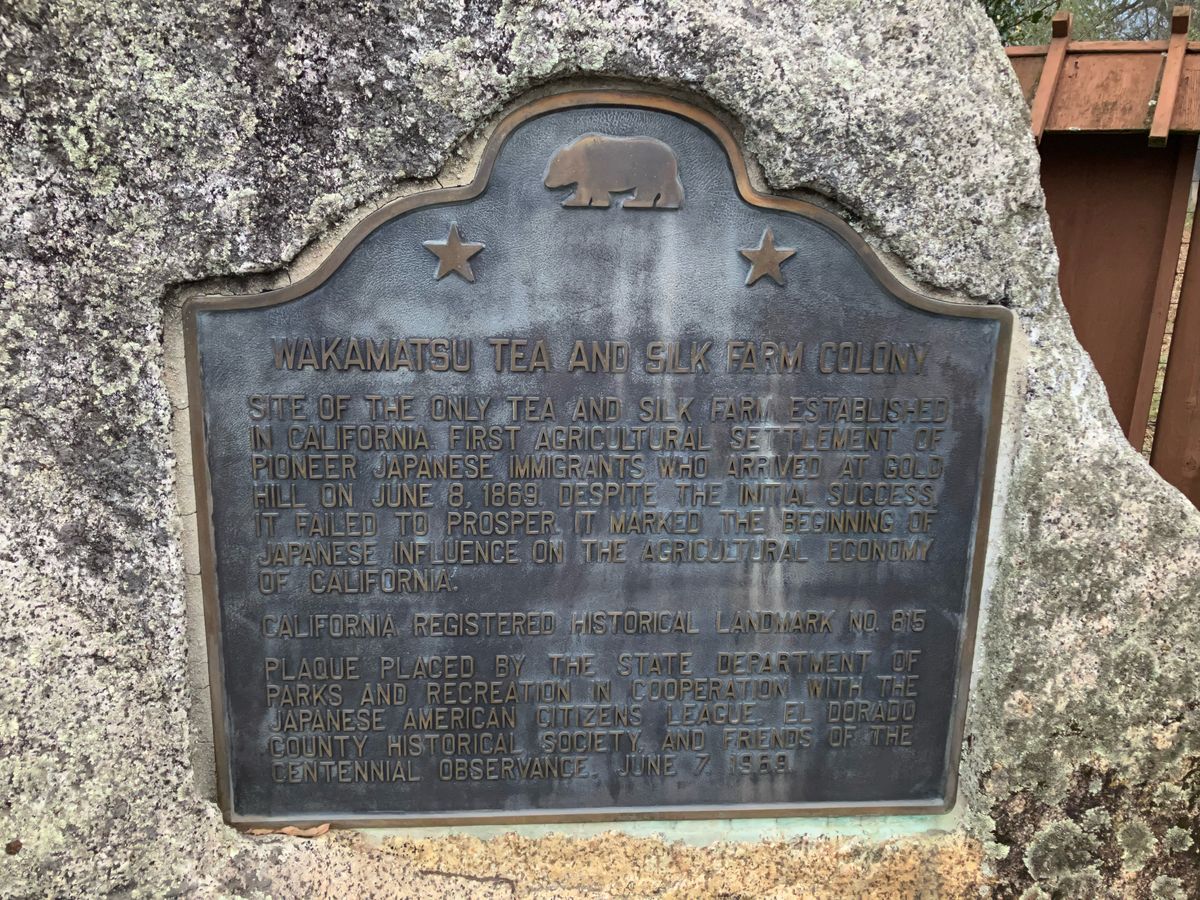 WAKAMATSU TEA AND SILK FARM COLONY
SITE OF THE ONLY TEA AND SILK FARM ESTABLISHED
IN CALIFORNIA. FIRST AGRICULTURAL SETTLEMENT OF
PIONEER JAPANESE IMMIGRANTS WHO ARRIVED AT GOLD
HILL ON JUNE 8, 1869. DESPITE THE INITIAL SUCCESS,
IT FAILED TO PROSPER. IT MARKED THE BEGINNING OF
JAPANESE INFLUENCE ON THE AGRICULTURAL ECONOMY
OF CALIFORNIA.
CALIFORNIA REGISTERED HISTORICAL LANDMARK NO. 815
PLAQUE PLACED BY THE STATE DEPARTMENT OF
PARKS AND RECREATION IN COOPERATION WITH THE
JAPANESE AMERICAN CITIZENS LEAGUE, EL DORADO
COUNTY HISTORICAL SOCIETY, AND FRIENDS OF THE
CENTENNIAL OBSERVANCE, JUNE 7, 1969.